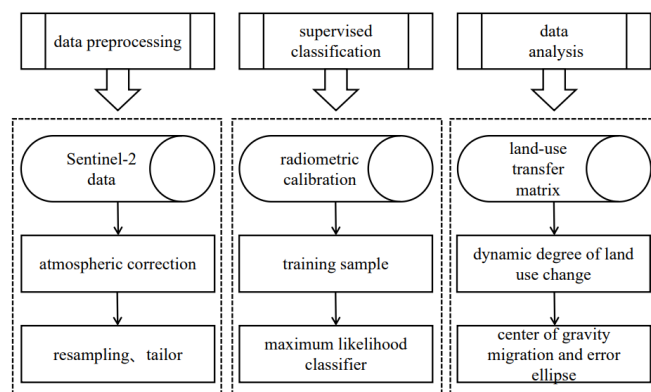 data preprocessing
supervised
classification
data
analysis
Sentinel-2
data
atmospheric correction
resampling、tailor
radiometric
calibration
training sample
maximum likelihood
classifier
land-use
transfer
matrix
dynamic degree of land
use change
center of gravity
migration and error
ellipse